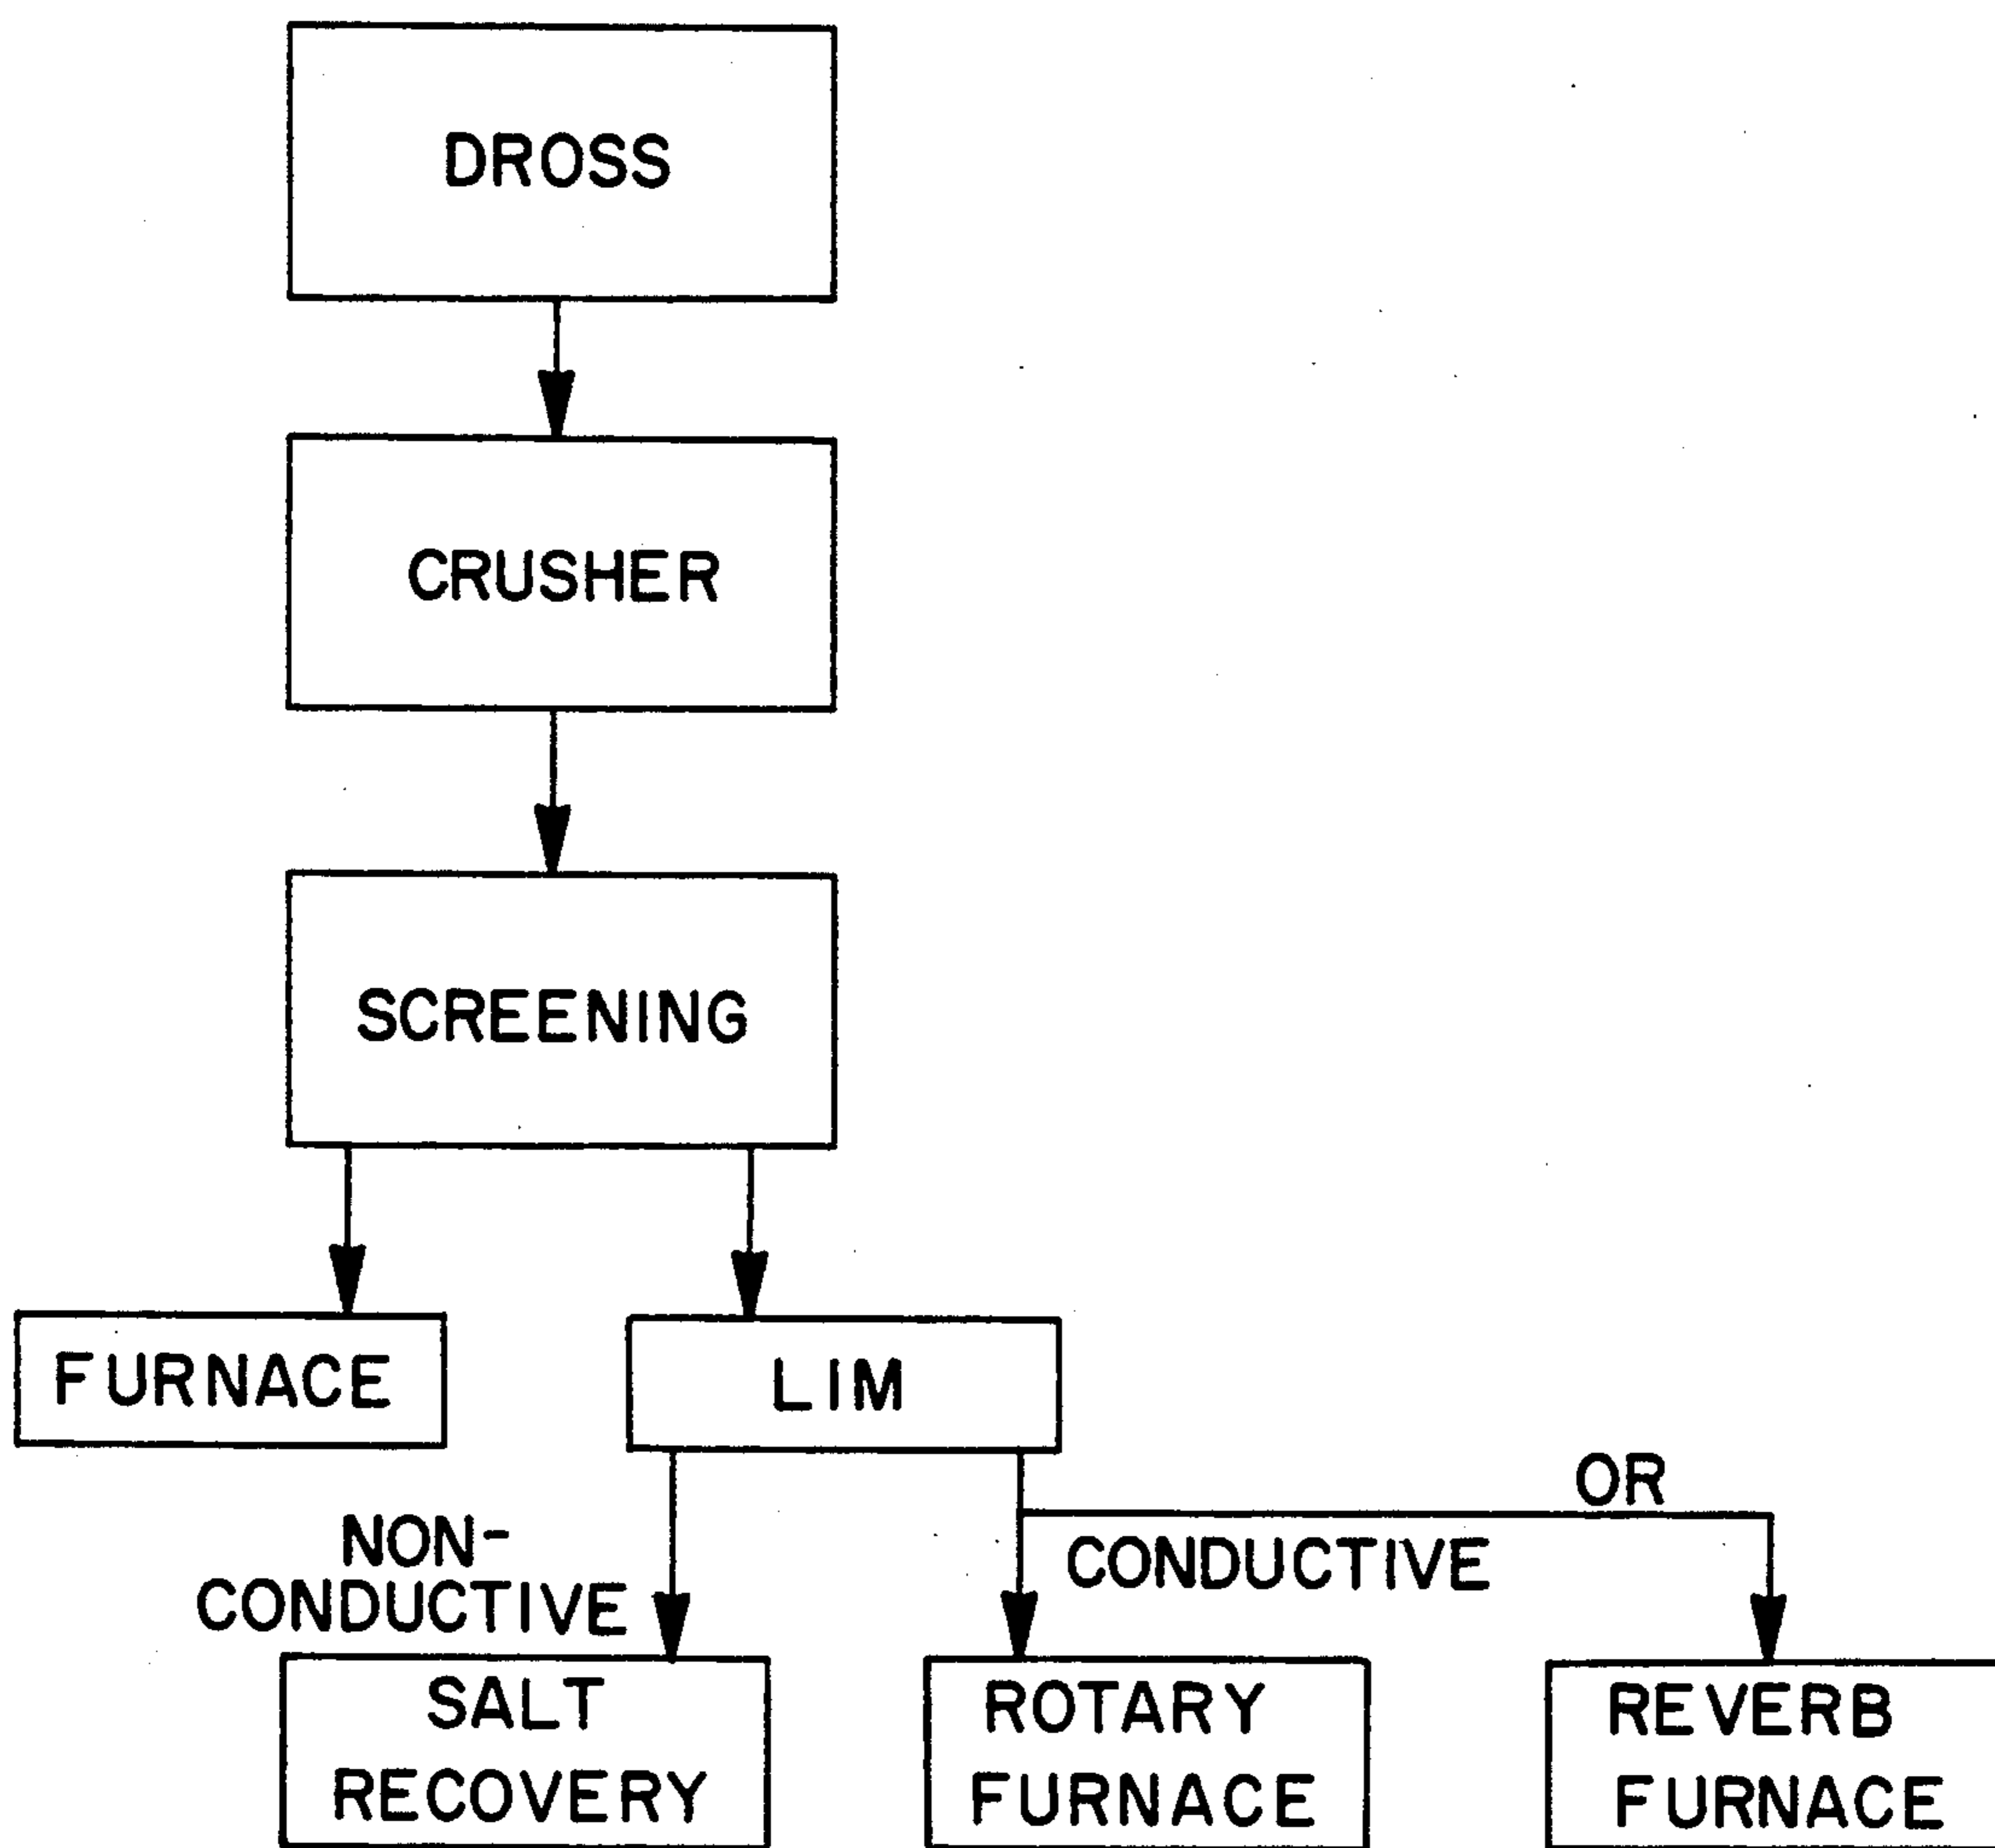 DROSS
CRUSHER
SCREENING
FURNACE
LIM
OR
NON-
CONDUCTIVE
CONDUCTIVE
SALT
RECOVERY
ROTARY
FURNACE
REVERB
FURNACE